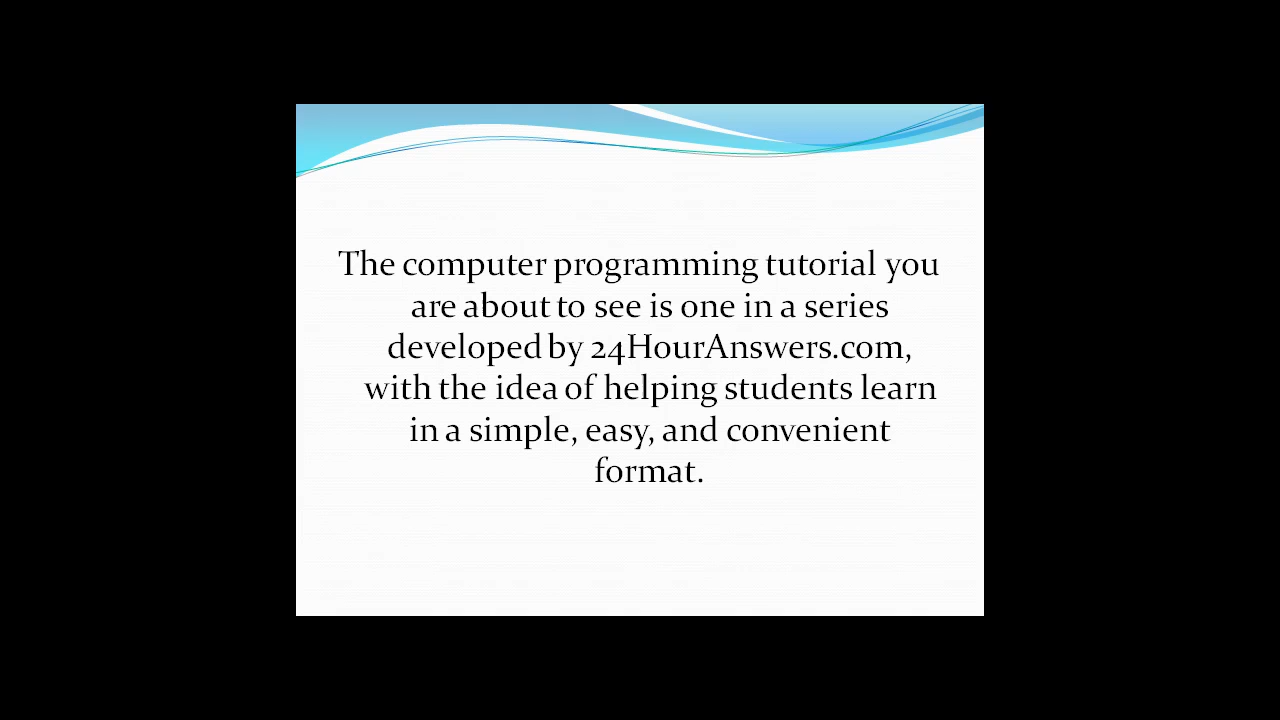 The computer programming tutorial you
are about to see is one in a series
developed by 24HourAnswers.com,
with the idea of helping students learn
in a simple, easy, and convenient
format.